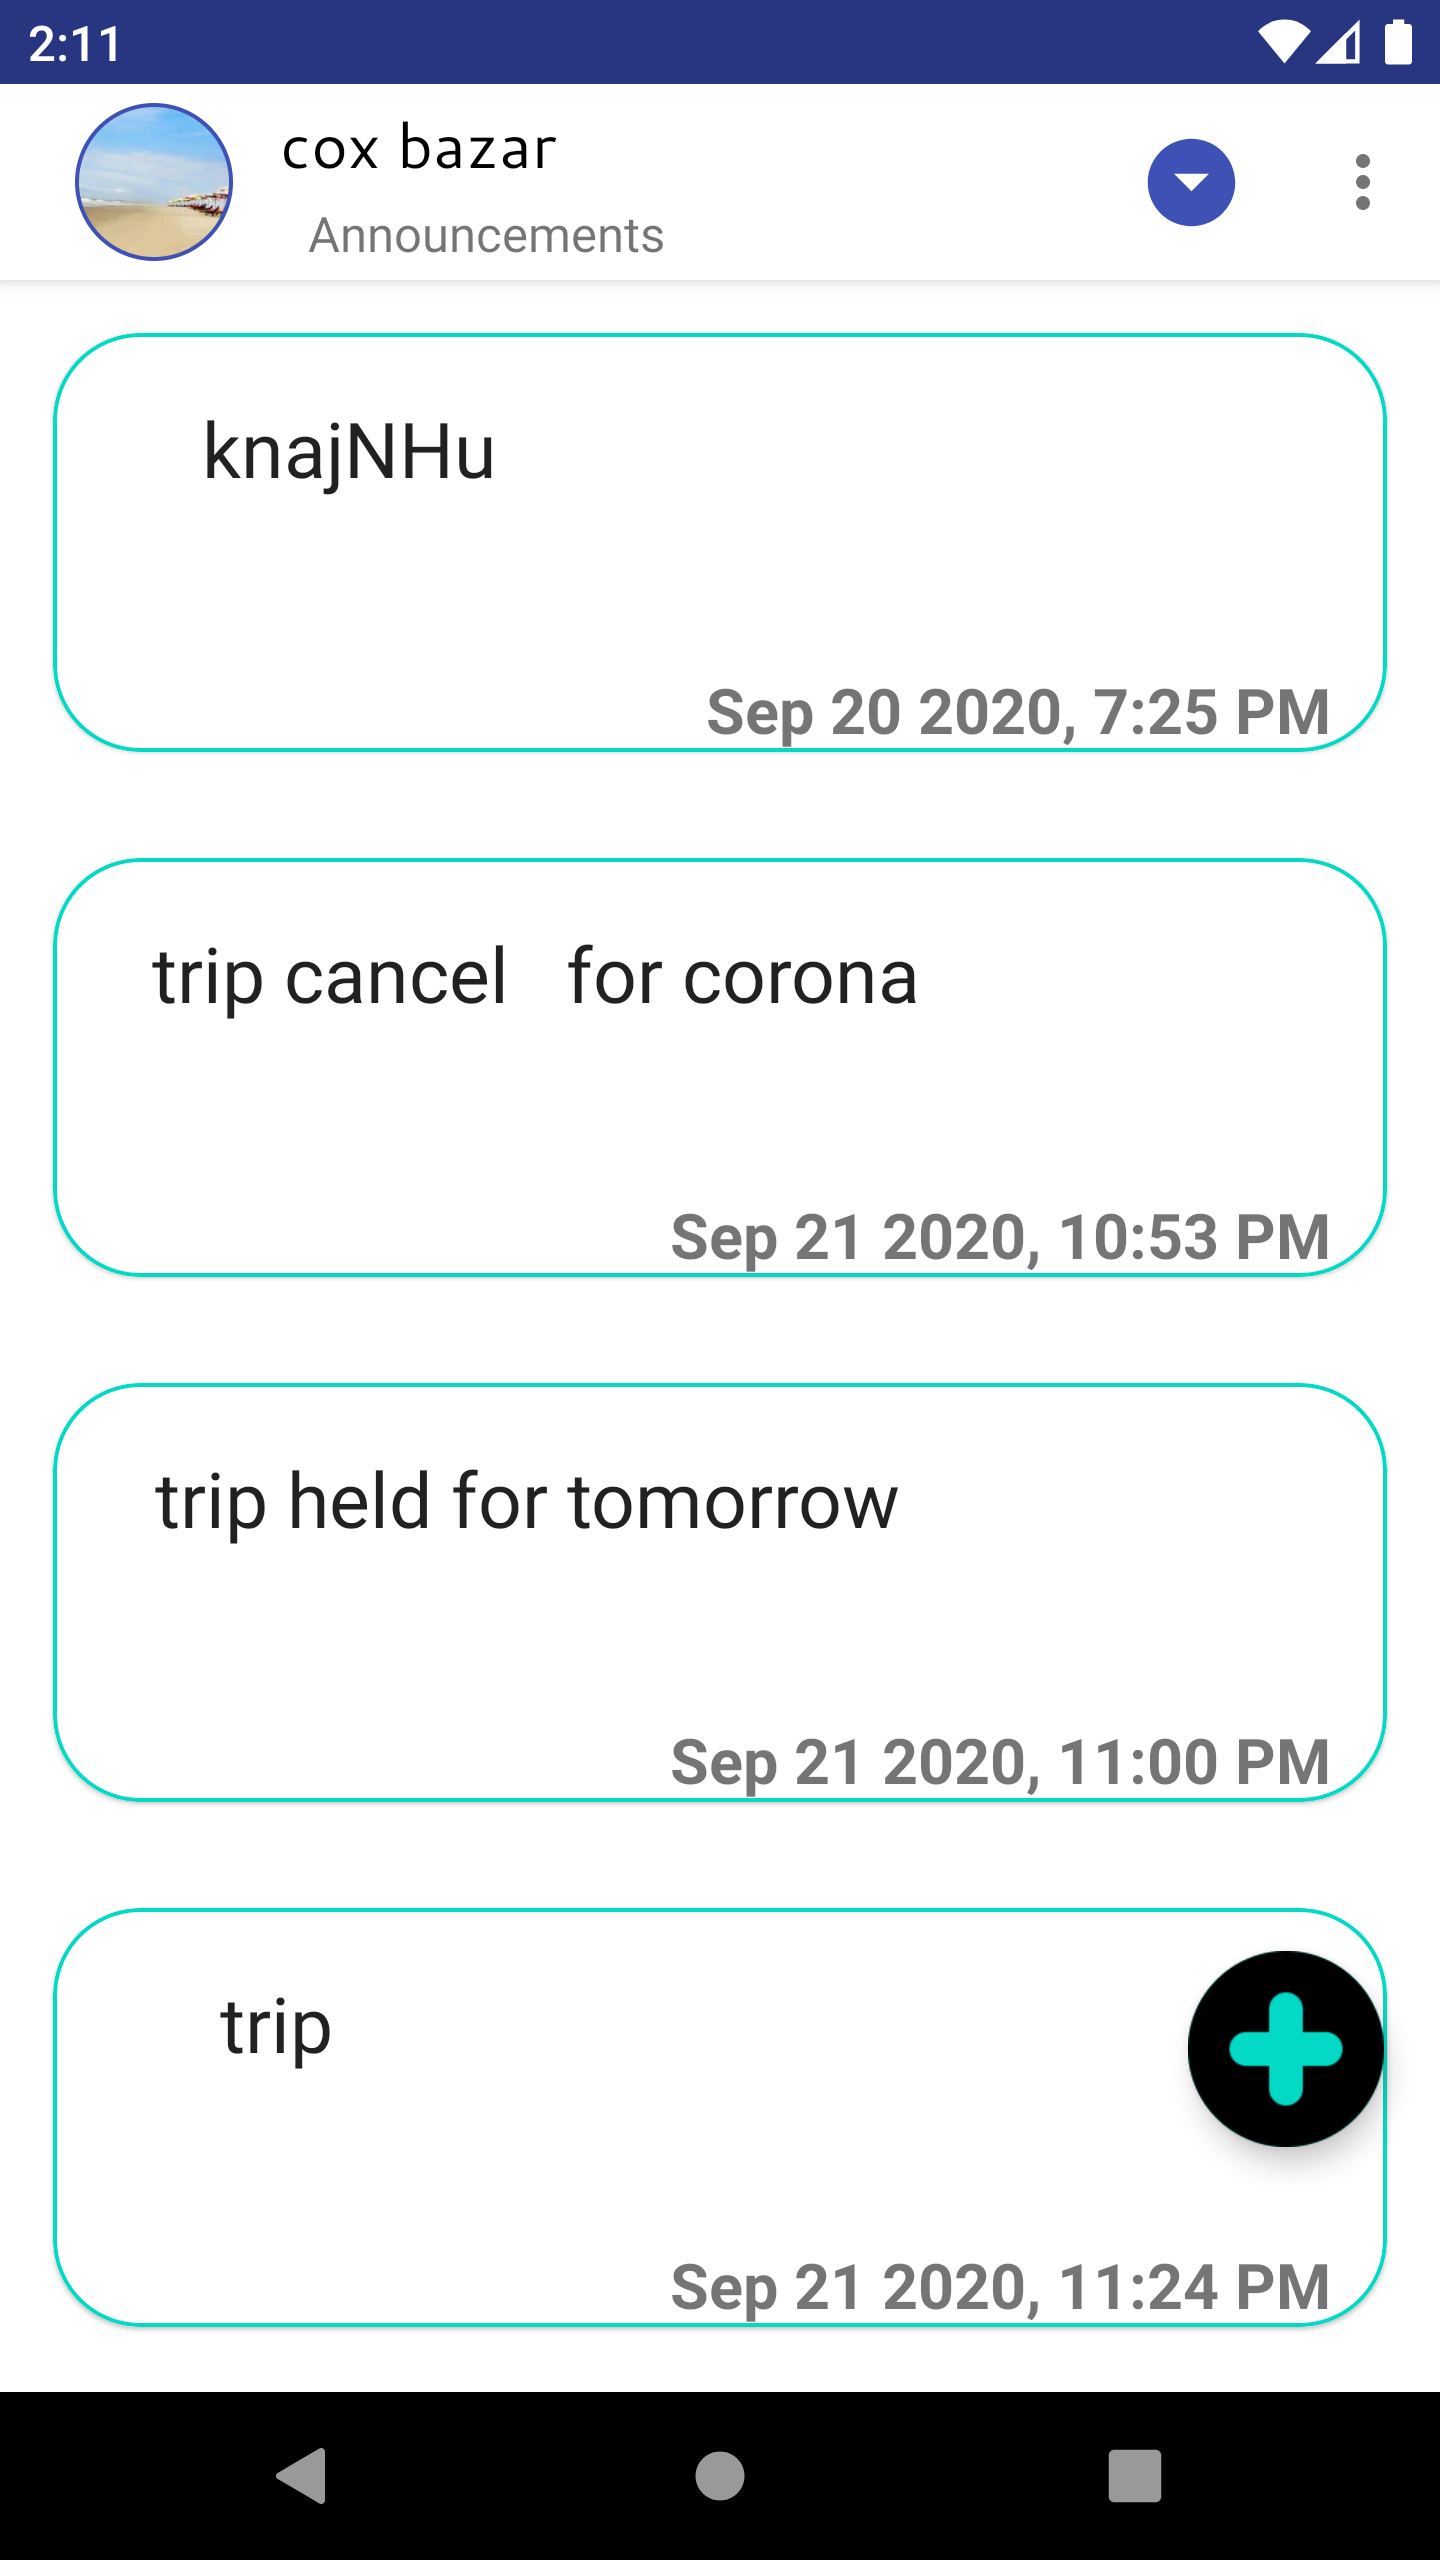 2:11
cox bazar
Announcements
knajNHu
Sep 20 2020, 7:25 PM
trip cancel   for corona
Sep 21 2020, 10:53 PM
trip held for tomorrow
Sep 21 2020, 11:00 PM
trip
Sep 21 2020, 11:24 PM